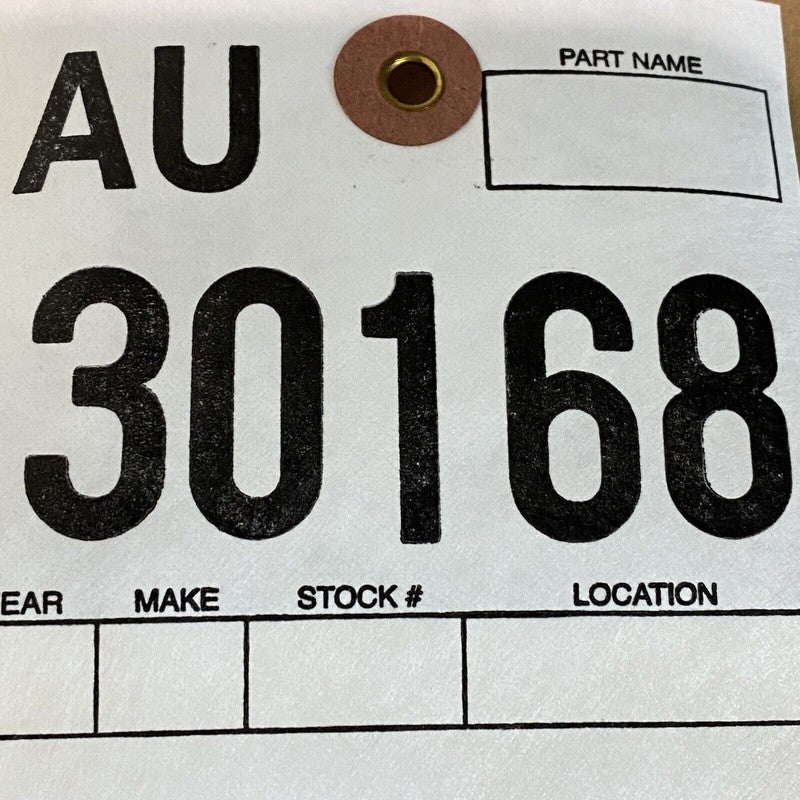 AU
PART NAME
30168
EAR MAKE STOCK # LOCATION